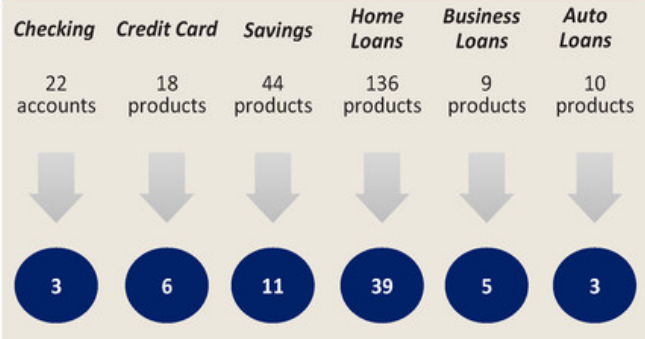 Checking
Credit Card
Savings
Home
Loans
Business
Loans
Auto
Loans
22
accounts
18
products
44
products
136
products
9
products
10
products
3
6
11
39
5
3